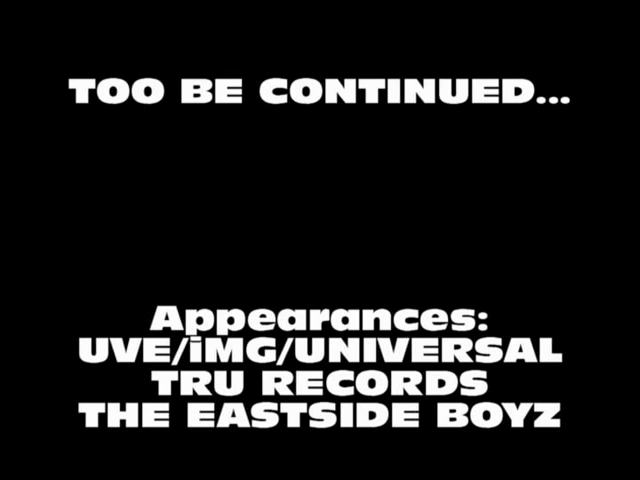 TOO BE CONTINUED...
Appearances:
UVE/iMG/UNIVERSAL
TRU RECORDS
THE EASTSIDE BOYZ